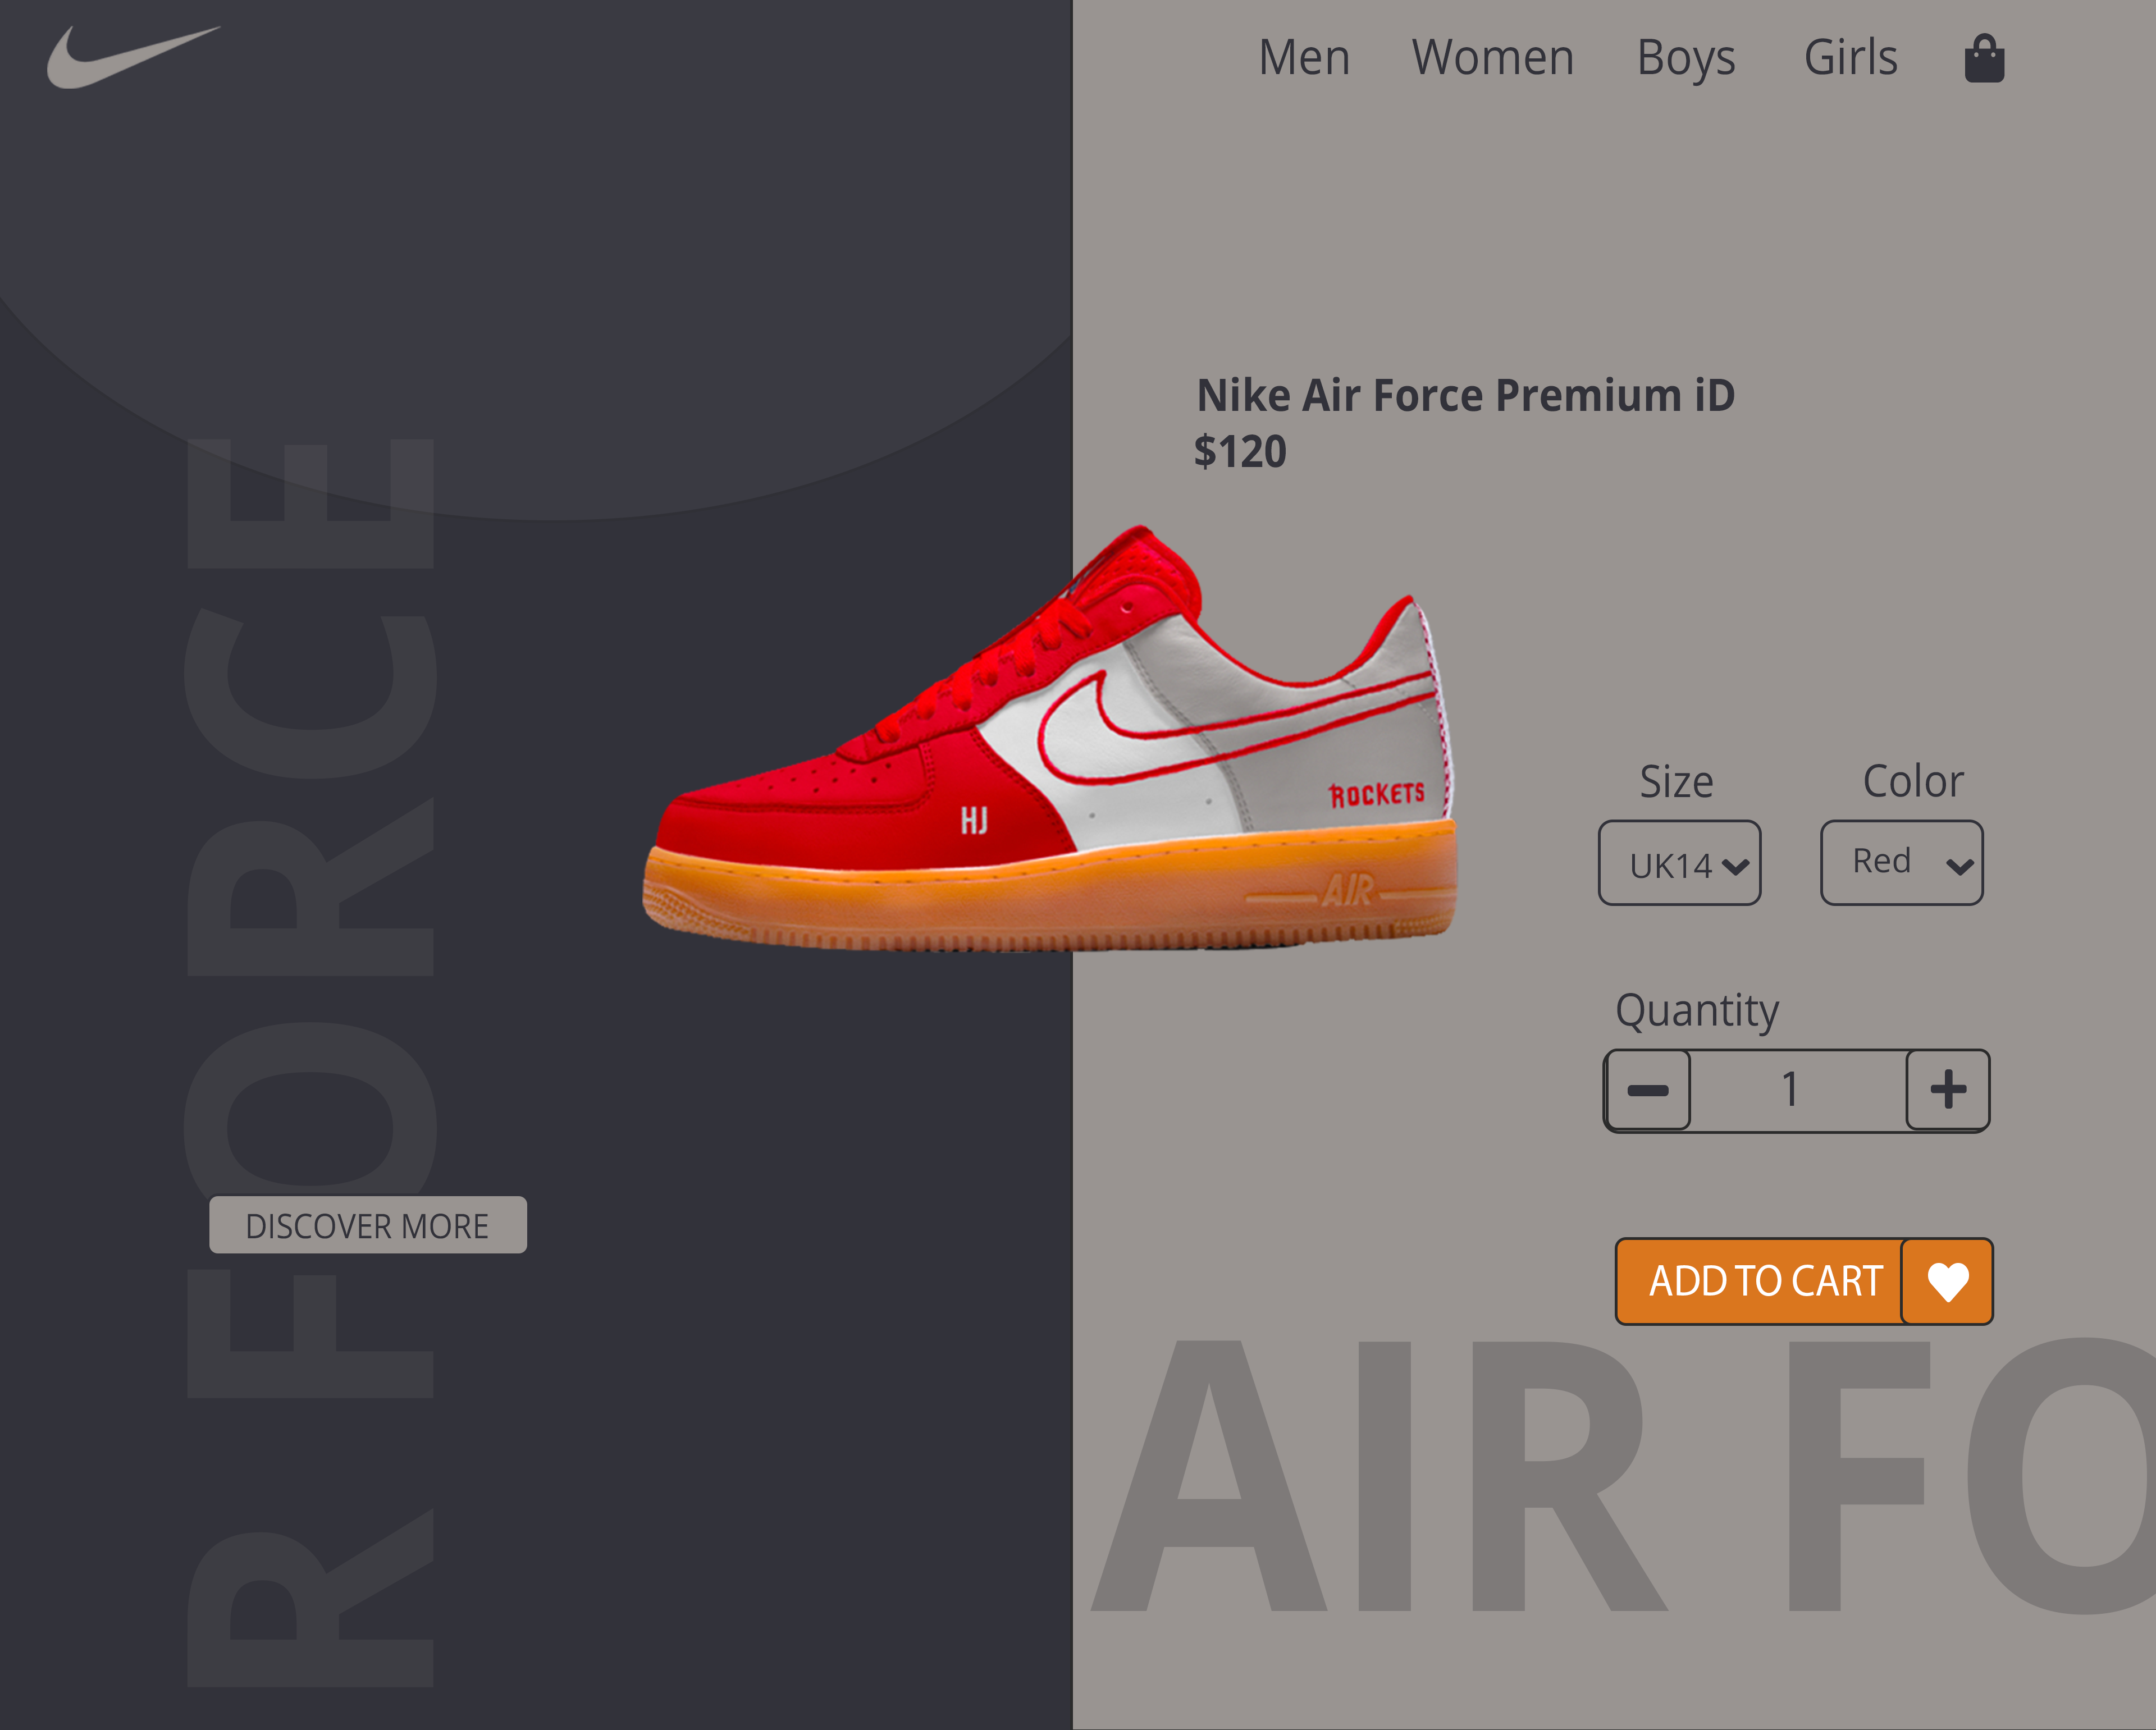 Men Women Boys Girls
Nike Air Force Premium iD
$120
HJ
ROCKETS
AIR
Size Color
UK14 Red
Quantity
1
R FORCE
DISCOVER MORE
ADD TO CART
AIR FO